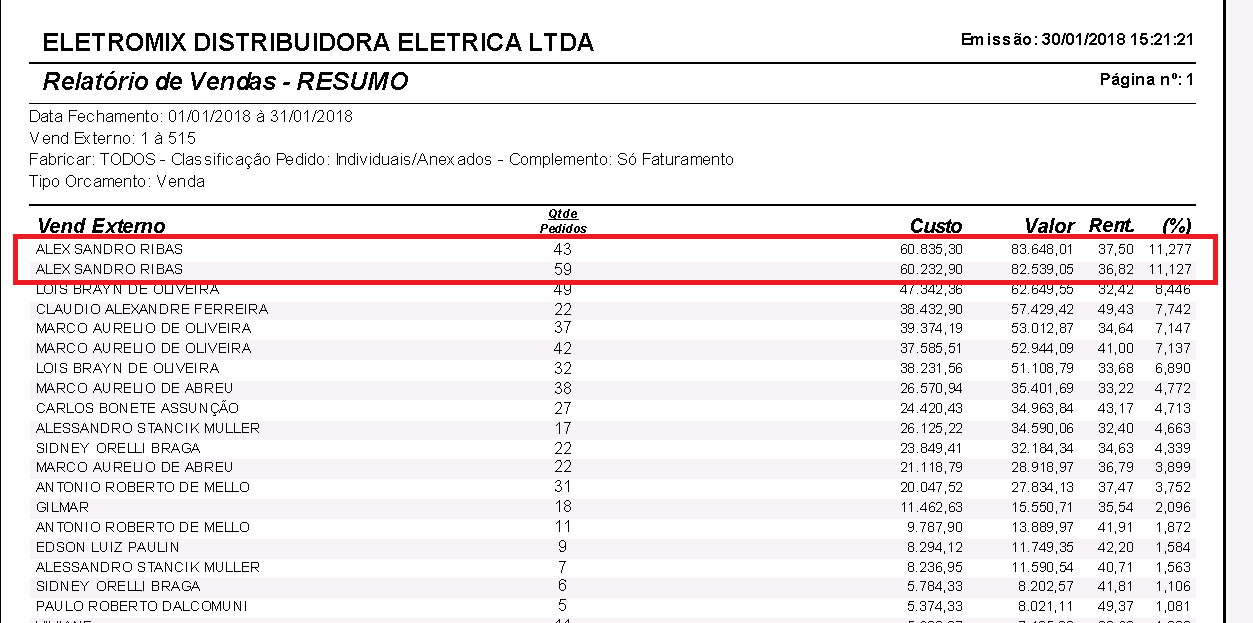 ELETROMIX DISTRIBUIDORA ELETRICA LTDA Emissão: 30/01/2018 15:21:21
Relatório de Vendas - RESUMO Página nº: 1
Data Fechamento: 01/01/2018 à 31/01/2018
Vend Externo: 1 à 515
Fabricar: TODOS - Classificação Pedido: Individuais/Anexados - Complemento: Só Faturamento
Tipo Orcamento: Venda
Vend Externo Qtde Pedidos Custo Valor Rent. (%)
ALEX SANDRO RIBAS 43 60.835,30 83.648,01 37,50 11,277
ALEX SANDRO RIBAS 59 60.232,90 82.539,05 36,82 11,127
LOIS BRAYN DE OLIVEIRA 49 47.342,36 62.649,55 32,42 8,446
CLAUDIO ALEXANDRE FERREIRA 22 38.432,90 57.429,42 49,43 7,742
MARCO AURELIO DE OLIVEIRA 37 39.374,19 53.012,87 34,64 7,147
MARCO AURELIO DE OLIVEIRA 42 37.585,51 52.944,09 41,00 7,137
LOIS BRAYN DE OLIVEIRA 32 38.231,56 51.108,79 33,68 6,890
MARCO AURELIO DE ABREU 38 26.570,94 35.401,69 33,22 4,772
CARLOS BONETE ASSUNÇÃO 27 24.420,43 34.963,84 43,17 4,713
ALESSANDRO STANCIK MULLER 17 26.125,22 34.590,06 32,40 4,663
SIDNEY ORELLI BRAGA 22 23.849,41 32.184,34 34,63 4,339
MARCO AURELIO DE ABREU 22 21.118,79 28.918,97 36,79 3,899
ANTONIO ROBERTO DE MELLO 31 20.047,52 27.834,13 37,47 3,752
GILMAR 18 11.462,63 15.550,71 35,54 2,096
ANTONIO ROBERTO DE MELLO 11 9.787,90 13.889,97 41,91 1,872
EDSON LUIZ PAULIN 9 8.294,12 11.749,35 42,20 1,584
ALESSANDRO STANCIK MULLER 7 8.236,95 11.590,54 40,71 1,563
SIDNEY ORELLI BRAGA 6 5.784,33 8.202,57 41,81 1,106
PAULO ROBERTO DALCOMUNI 5 5.374,33 8.021,11 49,37 1,081